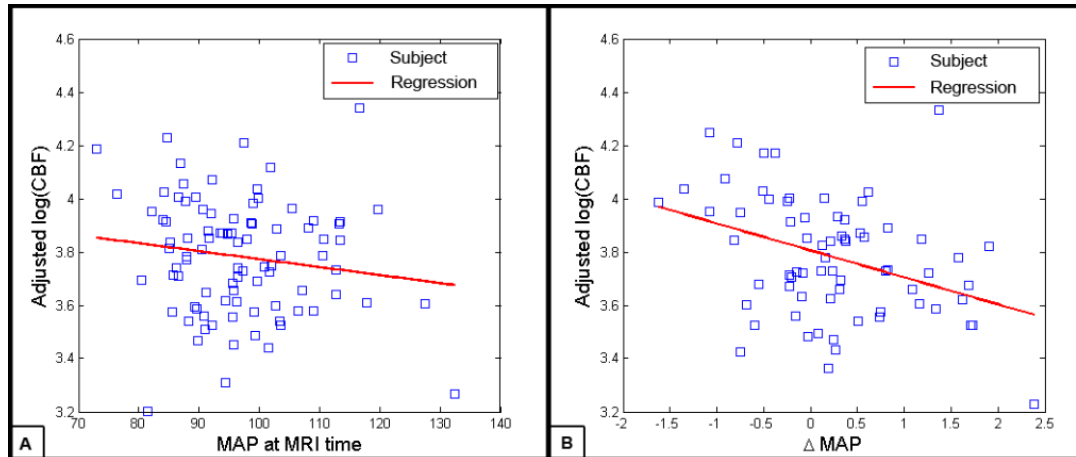 4.6
4.4
4.2
4
3.8
3.6
3.4
3.2
Adjusted log(CBF)
Subject
Regression
70 80 90 100 110 120 130 140
MAP at MRI time
A
4.6
4.4
4.2
4
3.8
3.6
3.4
3.2
Adjusted log(CBF)
Subject
Regression
-2 -1.5 -1 -0.5 0 0.5 1 1.5 2 2.5
Δ MAP
B